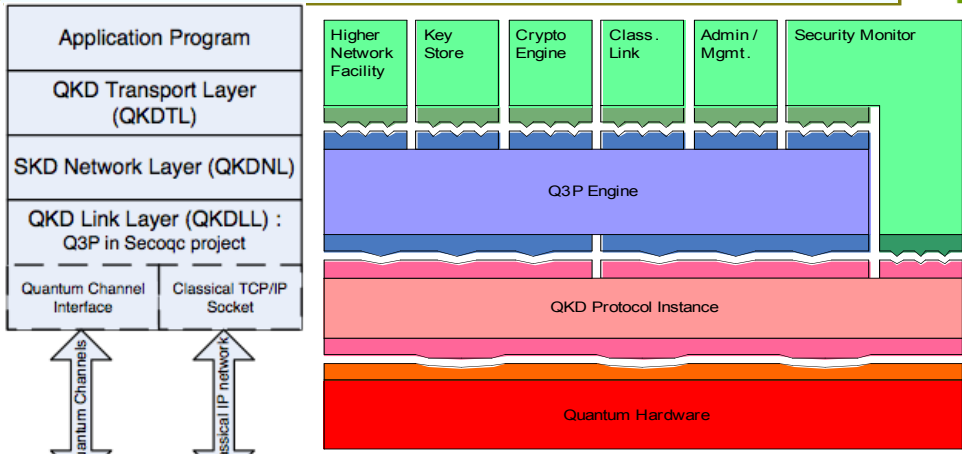 Application Program
QKD Transport Layer
(QKDTL)
SKD Network Layer (QKDNL)
QKD Link Layer (QKDLL) :
Q3P in Secoqc project
Quantum Channel
Interface
Classical TCP/IP
Socket
Channels
IP network
Higher
Network
Facility
Key
Store
Crypto
Engine
Class.
Link
Admin /
Mgmt.
Security Monitor
Q3P Engine
QKD Protocol Instance
Quantum Hardware